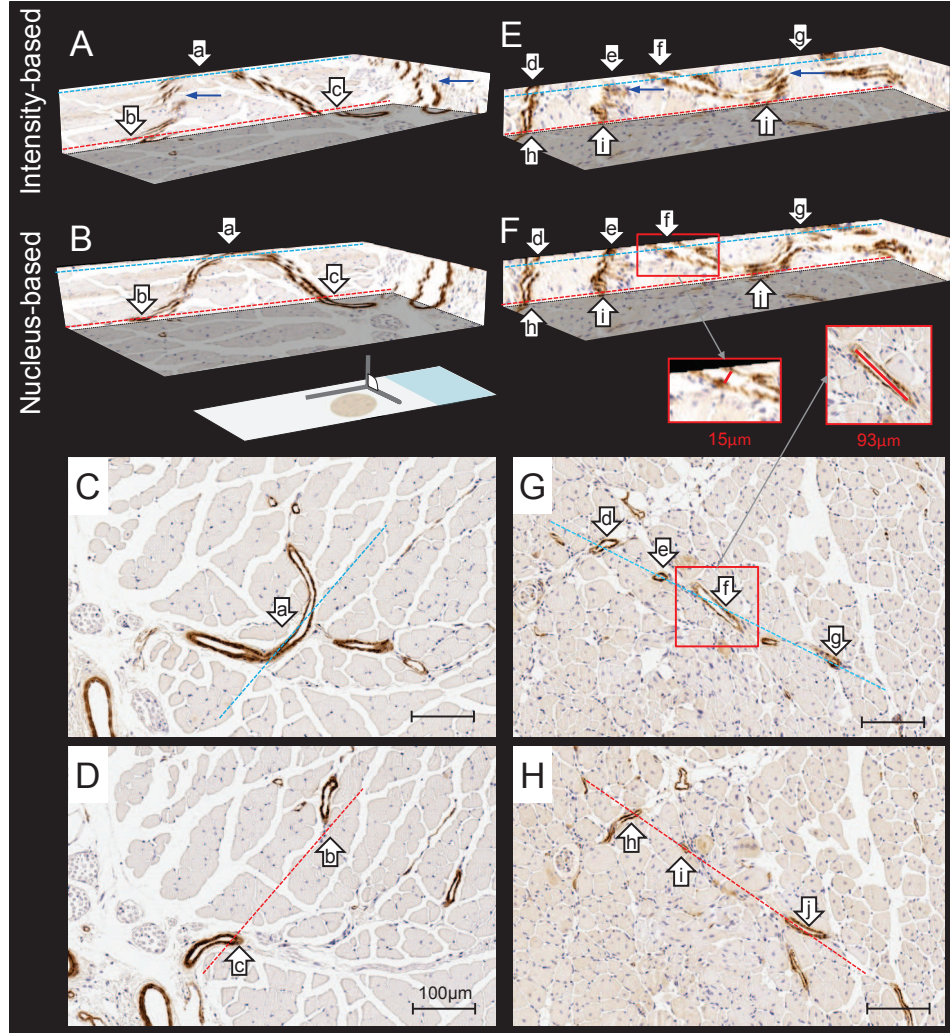 Intensity-based
Nucleus-based
A
a
b
c
E
d
e
f
g
h
i
j
B
a
b
c
F
d
e
f
g
h
i
j
15μm
93μm
C
a
G
d
e
f
g
D
b
c
100μm
H
h
i
j